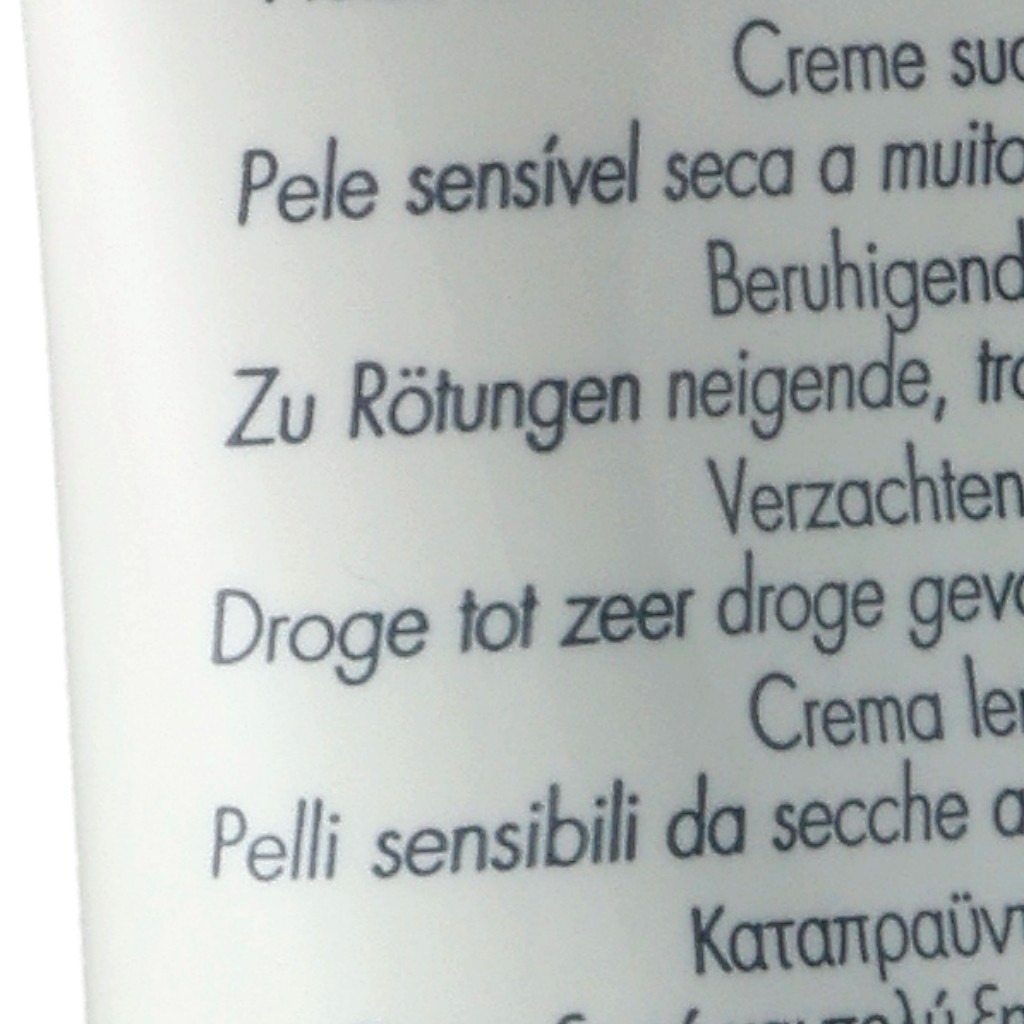 Creme
Pele sensível seca a
Zu Rötungen neigende,
Droge tot zeer droge
Crema
Pelli sensibili da secche